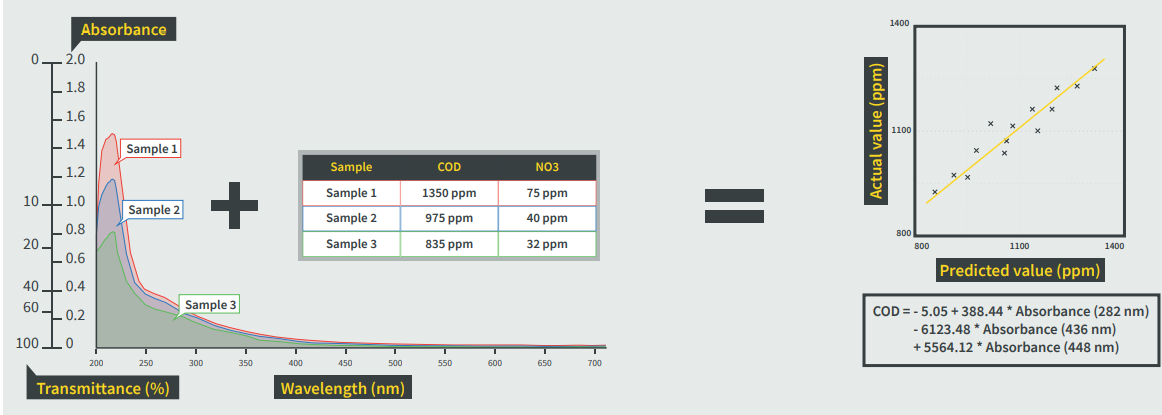 Absorbance
0 2.0
1.8
1.6
1.4
1.2
10 1.0
0.8
20 0.6
40 0.4
60 0.2
100 0
200 250 300 350 400 450 500 550 600 650 700
Transmittance (%)
Wavelength (nm)
Sample 1
Sample 2
Sample 3
Sample COD NO3
Sample 1 1350 ppm 75 ppm
Sample 2 975 ppm 40 ppm
Sample 3 835 ppm 32 ppm
Actual value (ppm)
1400
1100
800
800 1100 1400
Predicted value (ppm)
COD = - 5.05 + 388.44 * Absorbance (282 nm)
- 6123.48 * Absorbance (436 nm)
+ 5564.12 * Absorbance (448 nm)